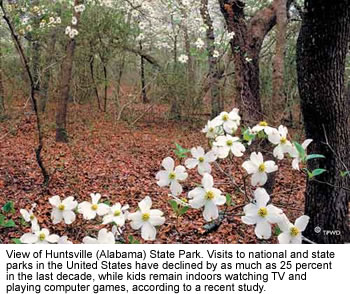 © TPWD
View of Huntsville (Alabama) State Park. Visits to national and state
parks in the United States have declined by as much as 25 percent
in the last decade, while kids remain indoors watching TV and
playing computer games, according to a recent study.